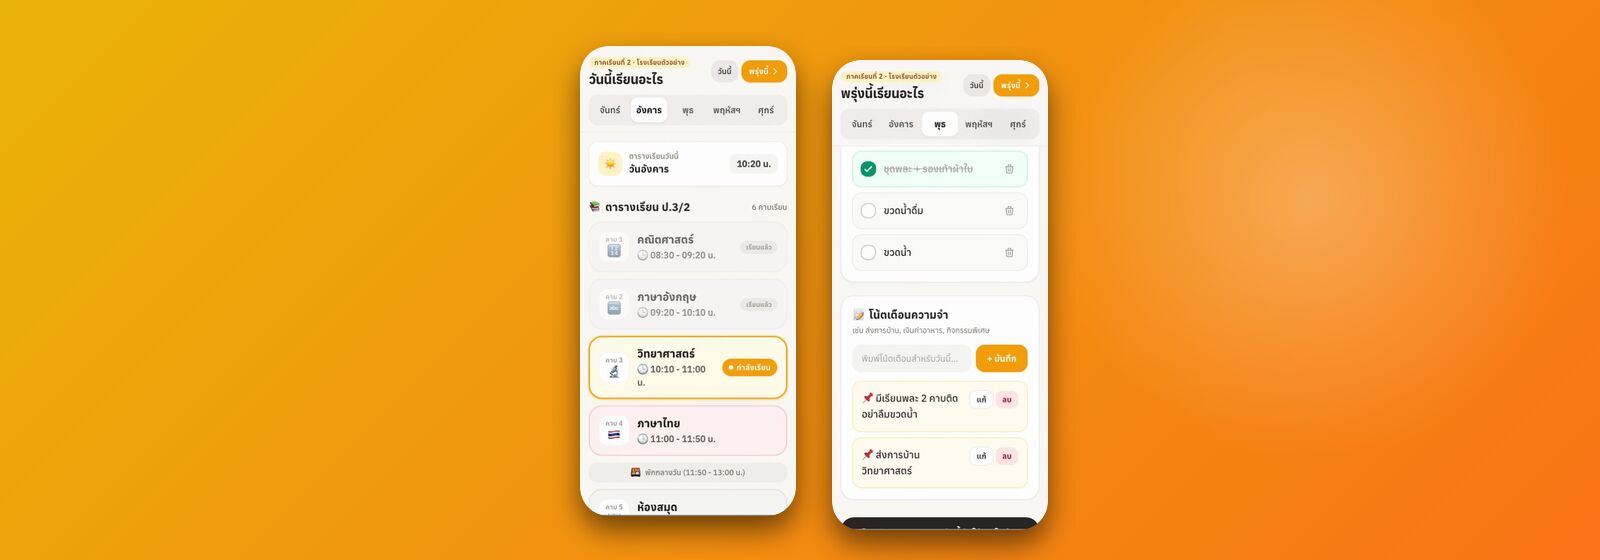 ภาคเรียนที่ 2 - โรงเรียนตัวอย่าง
วันนี้เรียนอะไร
วันนี้
พรุ่งนี้
จันทร์
อังคาร
พุธ
พฤหัสฯ
ศุกร์
ตารางเรียนวันนี้
วันอังคาร
10:20 น.
ตารางเรียน ป.3/2
6 คาบเรียน
คาบ 1
คณิตศาสตร์
08:30 - 09:20 น.
เรียนแล้ว
คาบ 2
ภาษาอังกฤษ
09:20 - 10:10 น.
เรียนแล้ว
คาบ 3
วิทยาศาสตร์
10:10 - 11:00
น.
กำลังเรียน
คาบ 4
ภาษาไทย
11:00 - 11:50 น.
พักกลางวัน (11:50 - 13:00 น.)
คาบ 5
ห้องสมุด
ภาคเรียนที่ 2 - โรงเรียนตัวอย่าง
พรุ่งนี้เรียนอะไร
วันนี้
พรุ่งนี้
จันทร์
อังคาร
พุธ
พฤหัสฯ
ศุกร์
ชุดพละ + รองเท้าผ้าใบ
ขวดน้ำดื่ม
ขวดน้ำ
โน้ตเตือนความจำ
เช่น ส่งการบ้าน, เงินค่าอาหาร, กิจกรรมพิเศษ
พิมพ์โน้ตเตือนสำหรับวันนี้...
+ บันทึก
มีเรียนพละ 2 คาบติด
อย่าลืมขวดน้ำ
แก้
ลบ
ส่งการบ้าน
วิทยาศาสตร์
แก้
ลบ